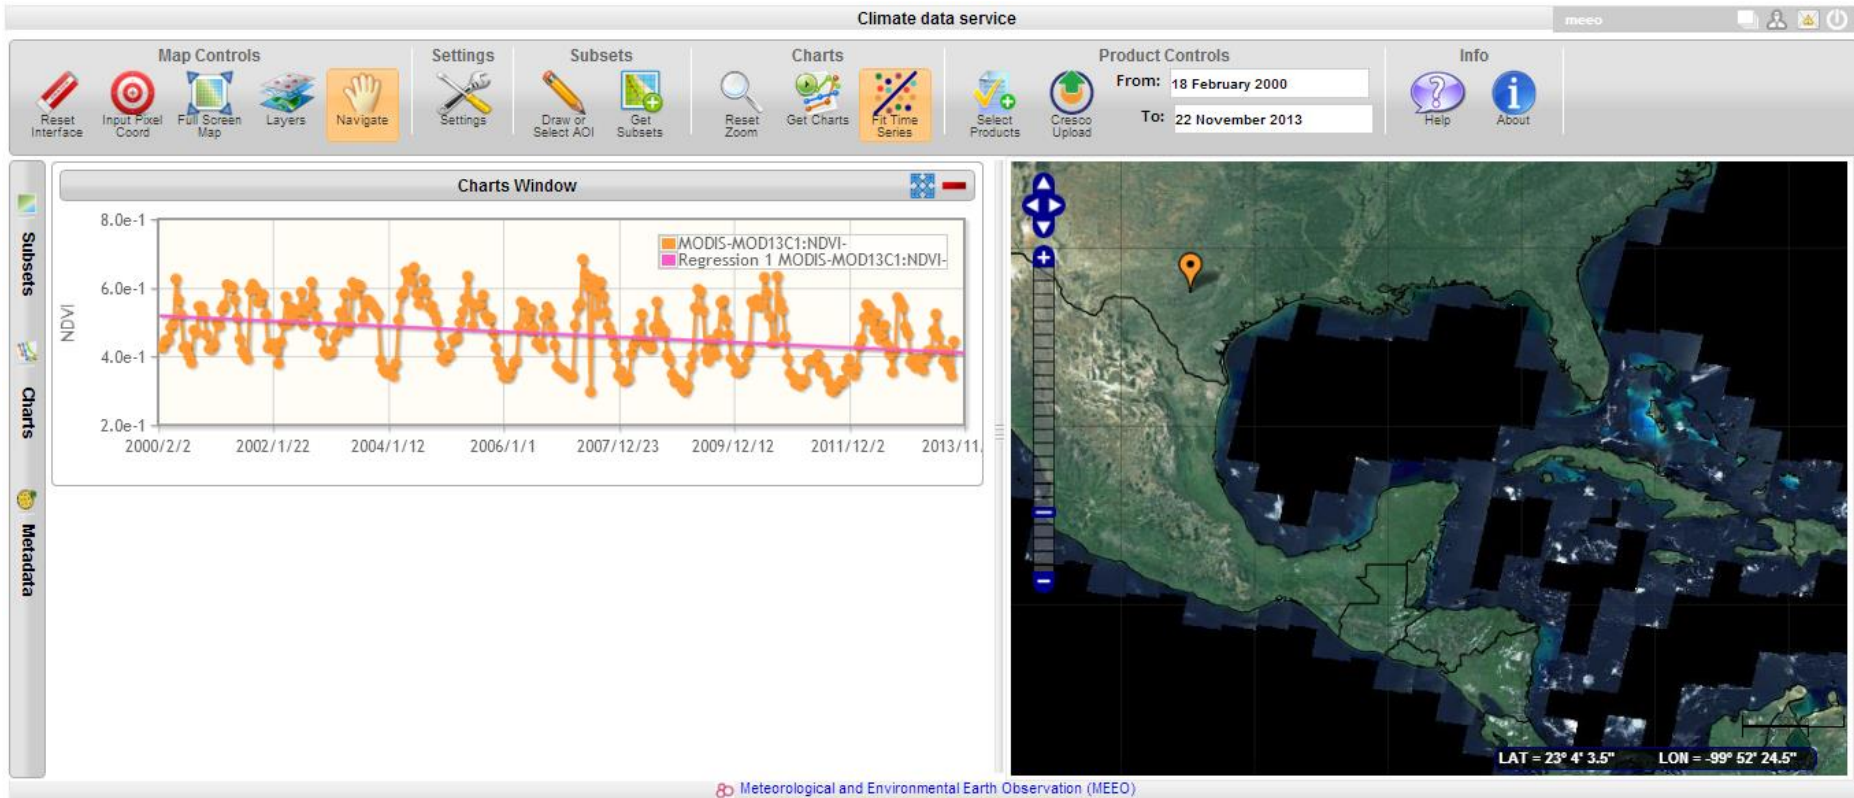 Climate data service
meeo
Map Controls
Settings
Subsets
Charts
Product Controls
Info
Reset Interface
Input Pixel Coord
Full Screen Map
Layers
Navigate
Settings
Draw or Select AOI
Get Subsets
Reset Zoom
Get Charts
Fit Time Series
Select Products
Cresco Upload
From: 18 February 2000
To: 22 November 2013
Help
About
Subsets
Charts
Metadata
Charts Window
8.0e-1
6.0e-1
4.0e-1
2.0e-1
NDVI
MODIS-MOD13C1:NDVI-
Regression 1 MODIS-MOD13C1:NDVI-
2000/2/2 2002/1/22 2004/1/12 2006/1/1 2007/12/23 2009/12/12 2011/12/2 2013/11.
LAT = 23° 4' 3.5" LON = -99° 52' 24.5"
Meteorological and Environmental Earth Observation (MEEO)